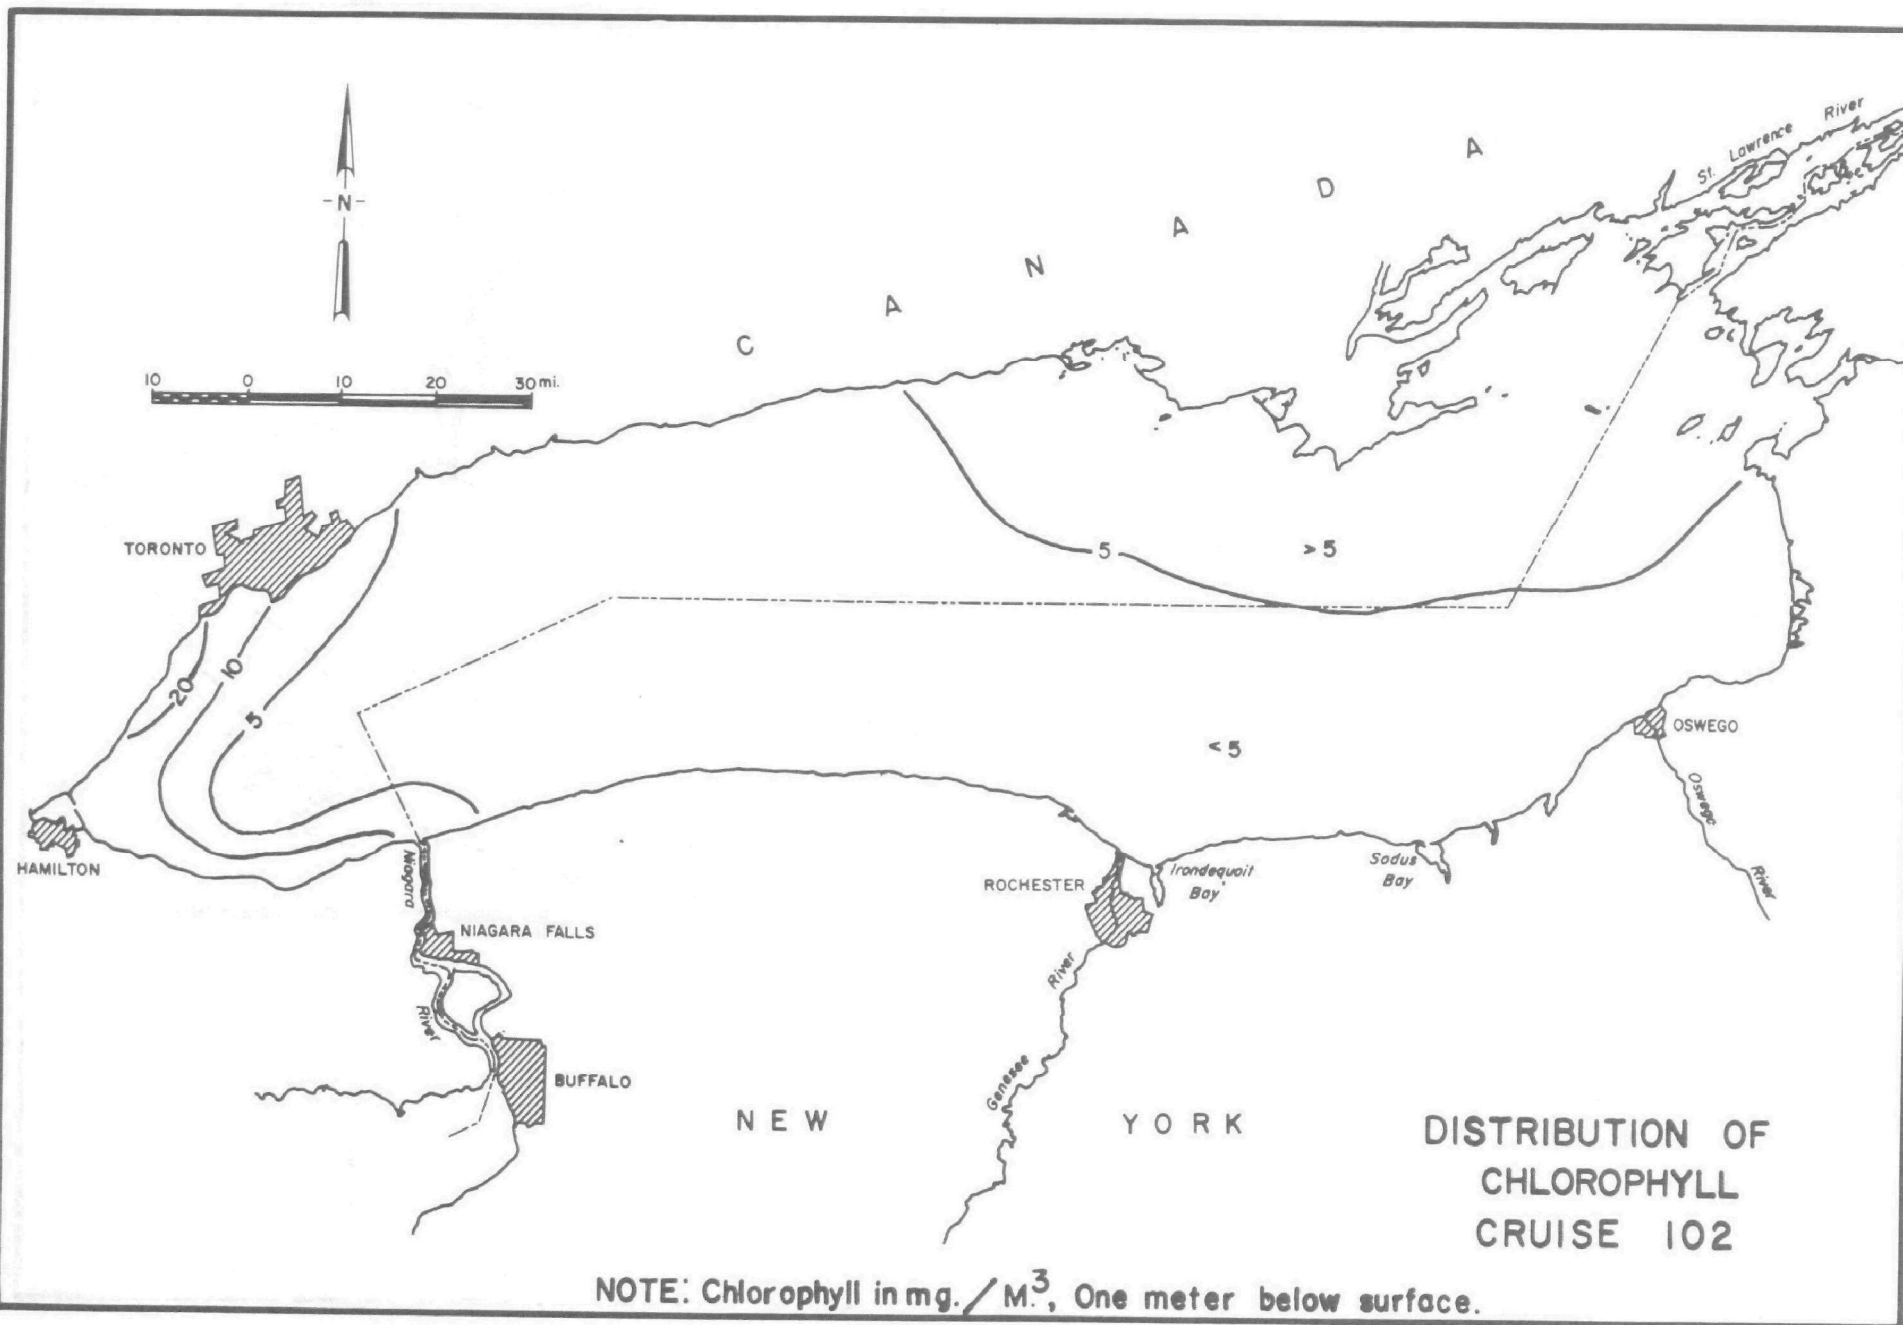 St. Lawrence River
C A N A D A
-N-
10 0 10 20 30 mi.
TORONTO
5
> 5
20
10
5
< 5
OSWEGO
Oswego River
HAMILTON
Niagara River
NIAGARA FALLS
BUFFALO
ROCHESTER
Irondequoit
Bay
Sodus
Bay
Genesee River
NEW YORK
DISTRIBUTION OF
CHLOROPHYLL
CRUISE 102
NOTE: Chlorophyll in mg./M.³, One meter below surface.